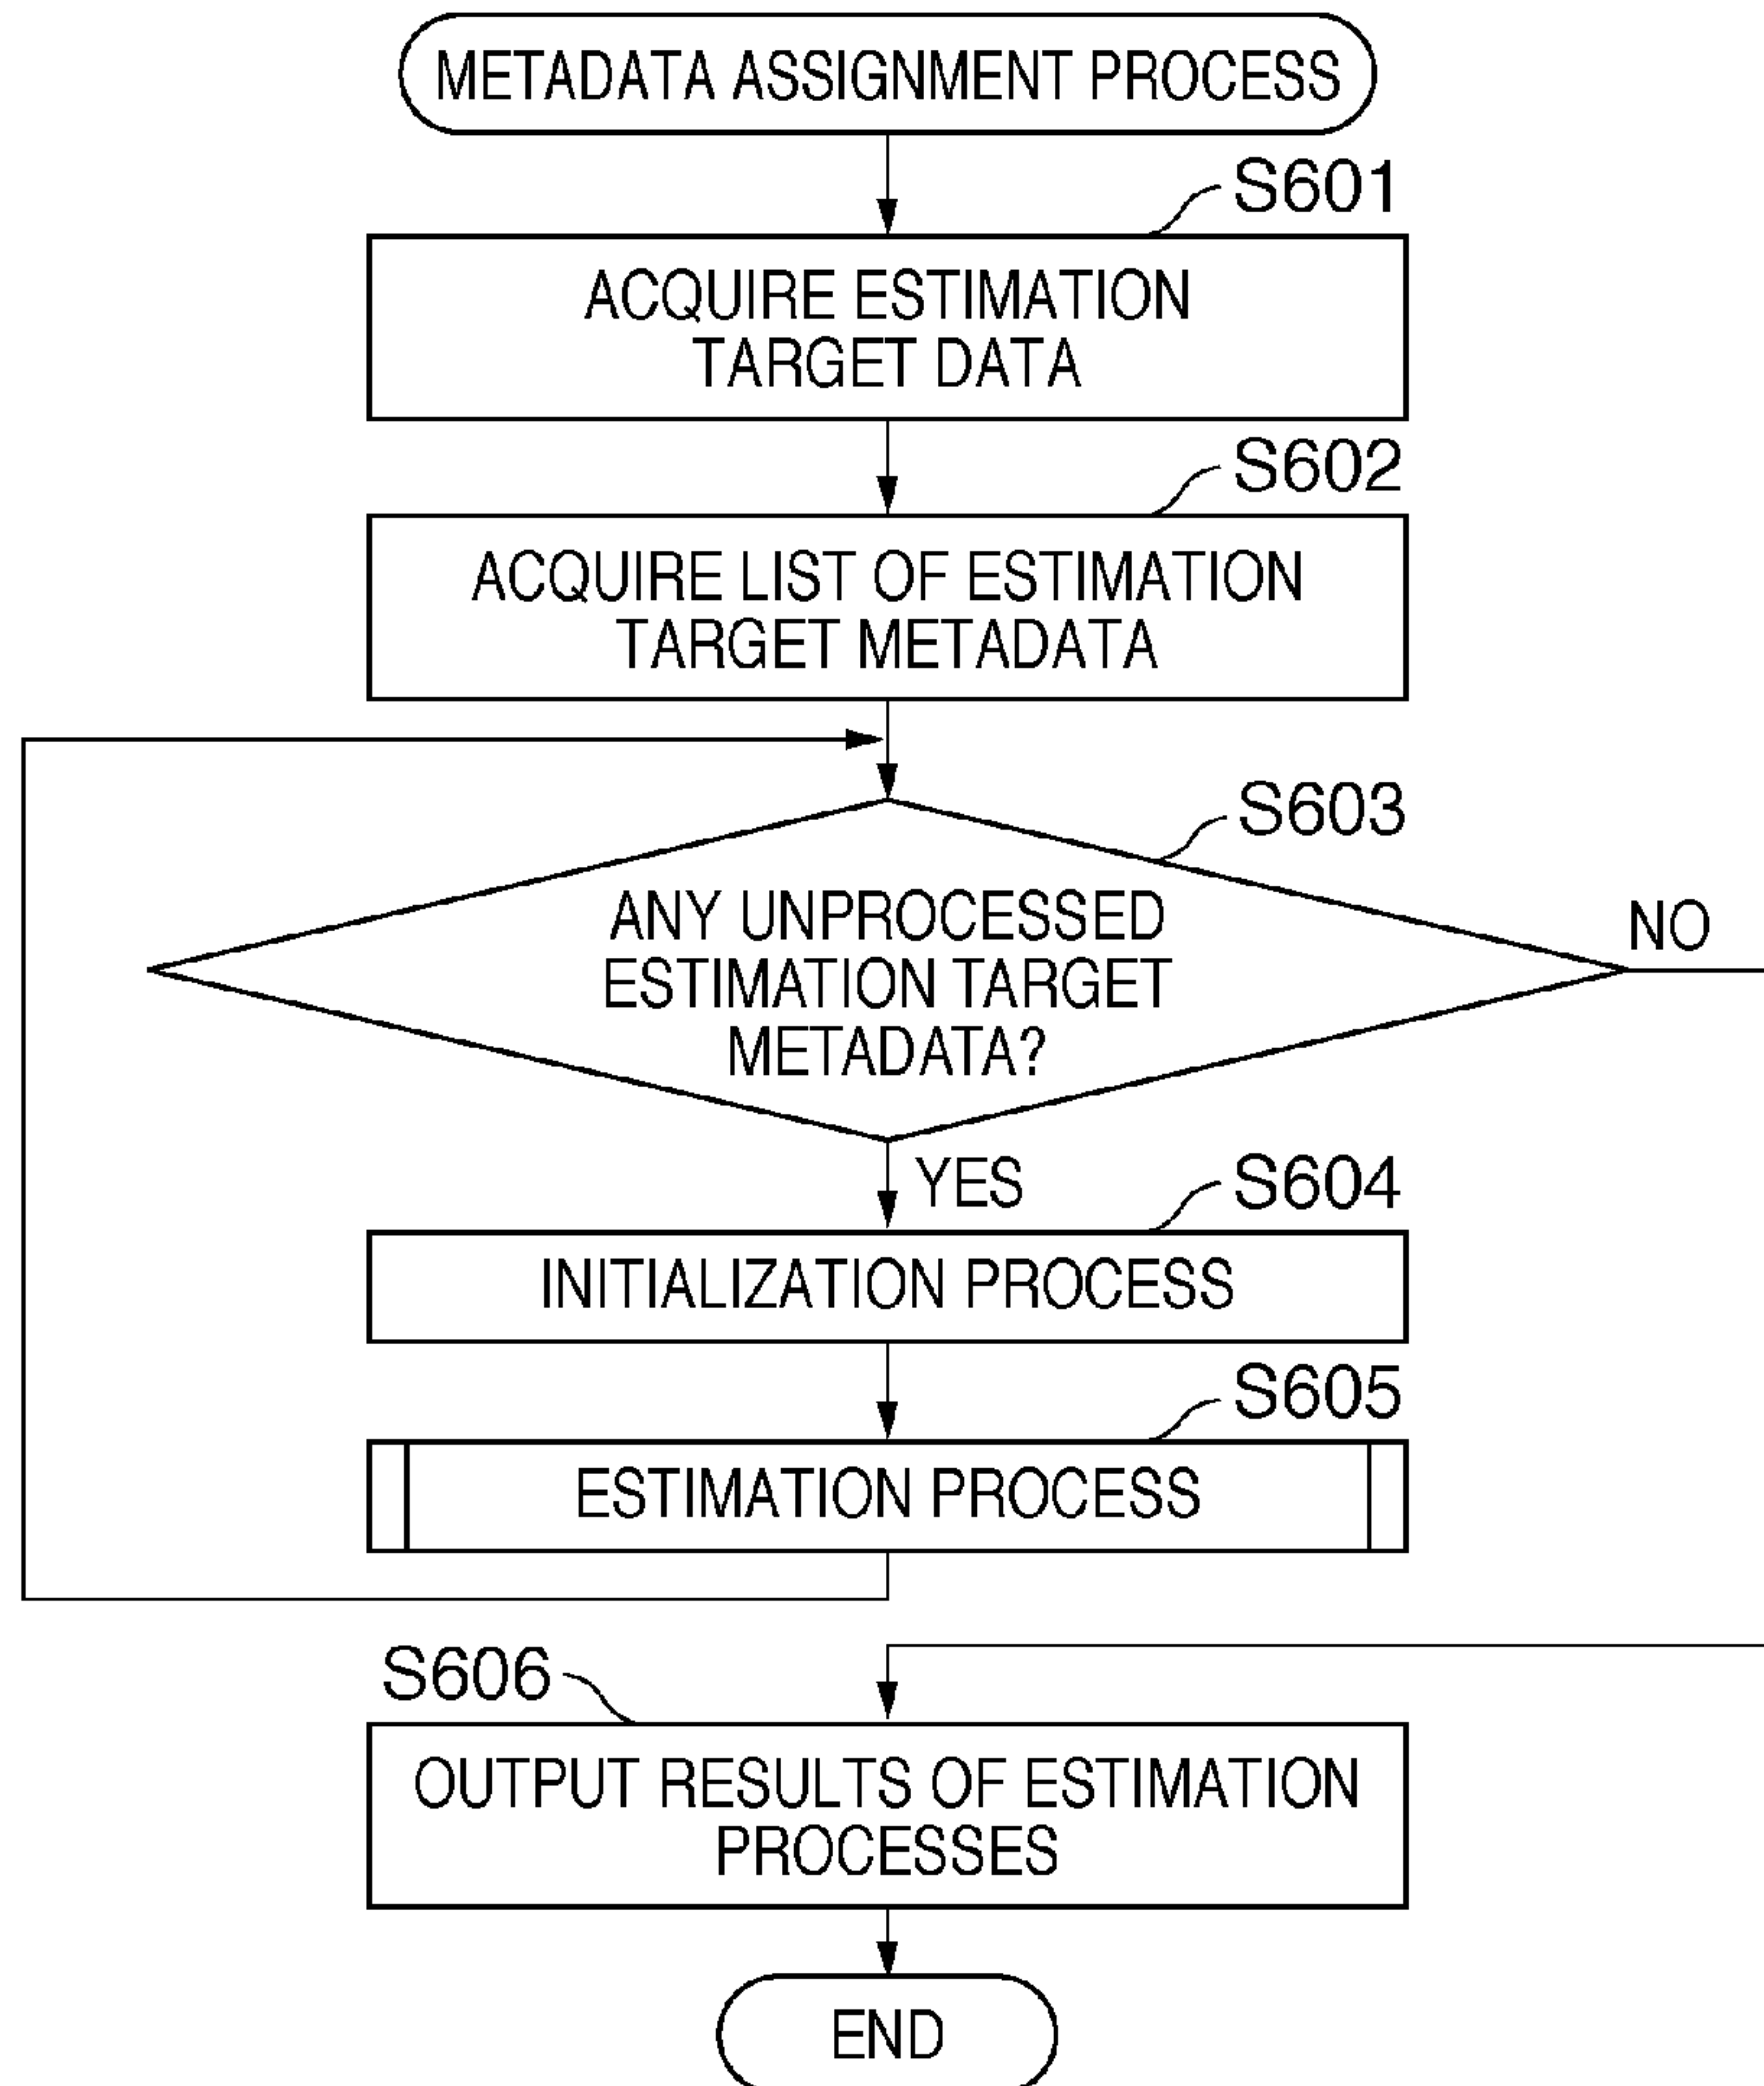 METADATA ASSIGNMENT PROCESS
S601
ACQUIRE ESTIMATION
TARGET DATA
S602
ACQUIRE LIST OF ESTIMATION
TARGET METADATA
S603
ANY UNPROCESSED
ESTIMATION TARGET
METADATA?
NO
YES
S604
INITIALIZATION PROCESS
S605
ESTIMATION PROCESS
S606
OUTPUT RESULTS OF ESTIMATION
PROCESSES
END